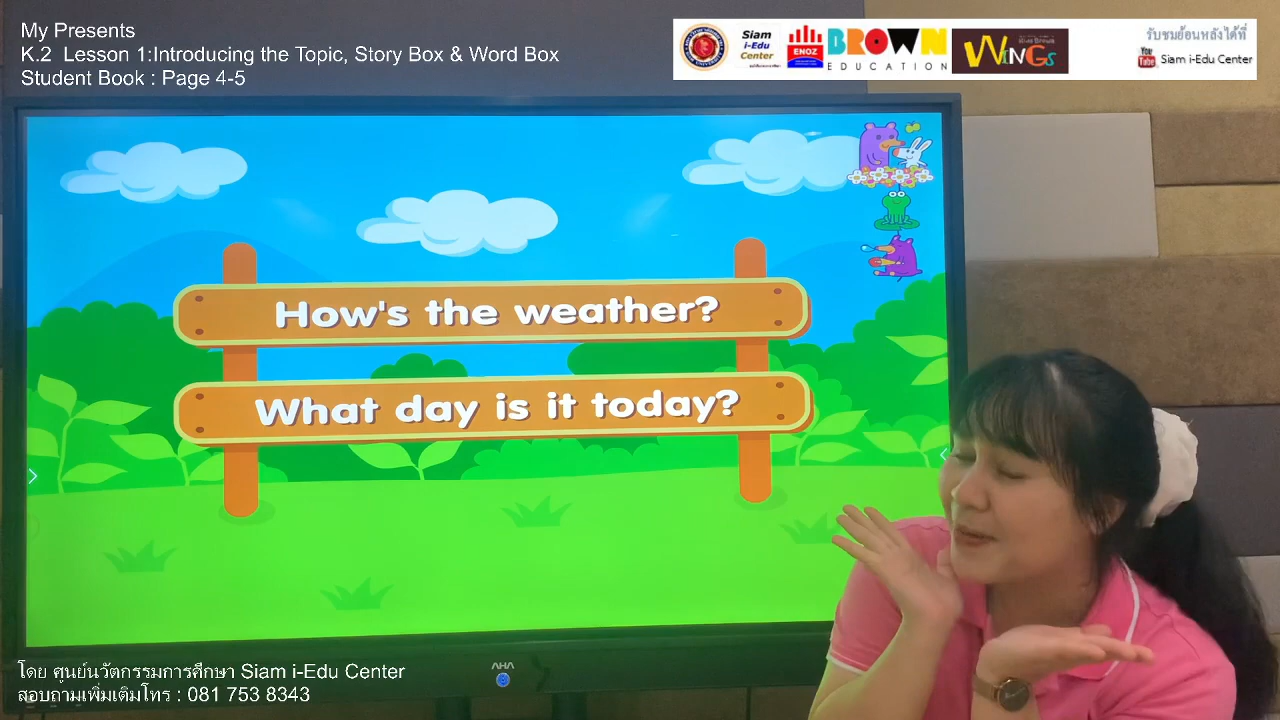 My Presents
K.2 Lesson 1:Introducing the Topic, Story Box & Word Box
Student Book : Page 4-5
Siam
i-Edu
Center
ENOZ
BROWN
EDUCATION
WiNGs
รับชมย้อนหลังได้ที่
You
Tube
Siam i-Edu Center
How's the weather?
What day is it today?
AHA
โดย ศูนย์นวัตกรรมการศึกษา Siam i-Edu Center
สอบถามเพิ่มเติมโทร : 081 753 8343